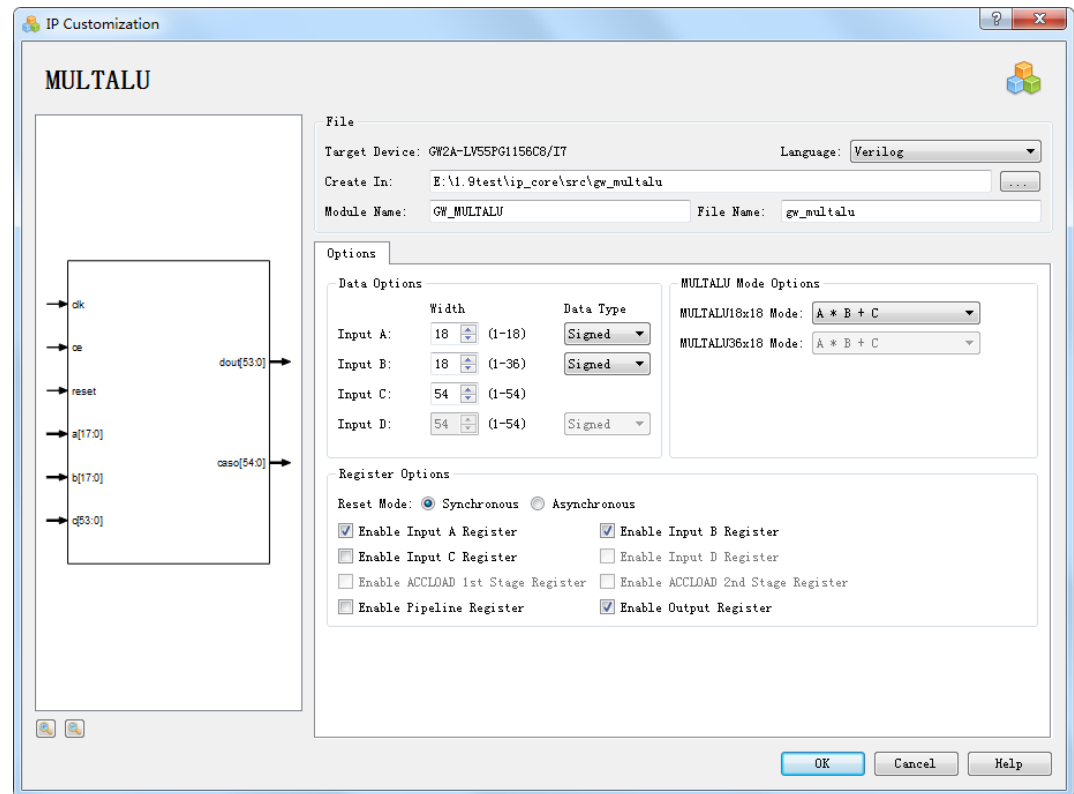 IP Customization
MULTALU
clk
ce
reset
a[17:0]
b[17:0]
c[53:0]
dout[53:0]
caso[54:0]
File
Target Device: GW2A-LV55PG1156C8/I7 Language: Verilog
Create In: E:\1.9test\ip_core\src\gw_multalu ...
Module Name: GW_MULTALU File Name: gw_multalu
Options
Data Options
Width Data Type
Input A: 18 (1-18) Signed
Input B: 18 (1-36) Signed
Input C: 54 (1-54)
Input D: 54 (1-54) Signed
MULTALU Mode Options
MULTALU18x18 Mode: A * B + C
MULTALU36x18 Mode: A * B + C
Register Options
Reset Mode: Synchronous Asynchronous
Enable Input A Register Enable Input B Register
Enable Input C Register Enable Input D Register
Enable ACCLOAD 1st Stage Register Enable ACCLOAD 2nd Stage Register
Enable Pipeline Register Enable Output Register
OK Cancel Help